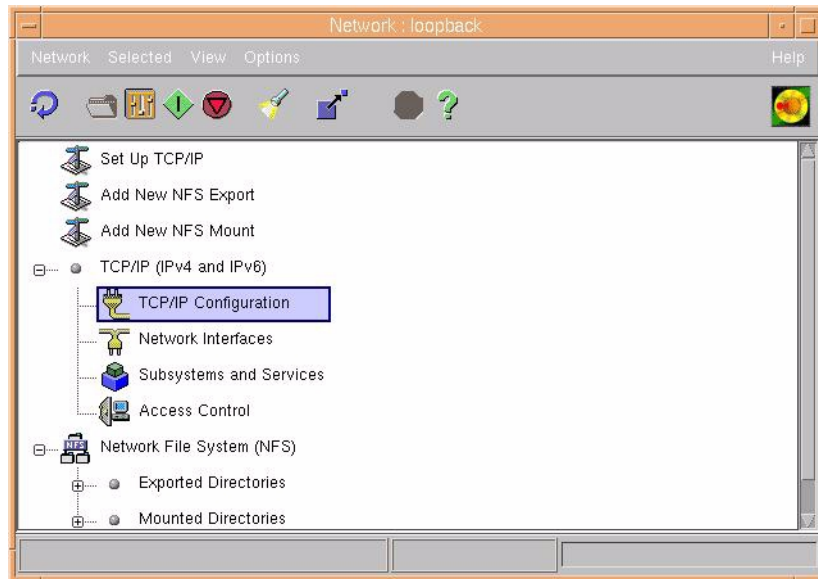 Network : loopback
Network Selected View Options Help
Set Up TCP/IP
Add New NFS Export
Add New NFS Mount
TCP/IP (IPv4 and IPv6)
TCP/IP Configuration
Network Interfaces
Subsystems and Services
Access Control
NFS Network File System (NFS)
Exported Directories
Mounted Directories